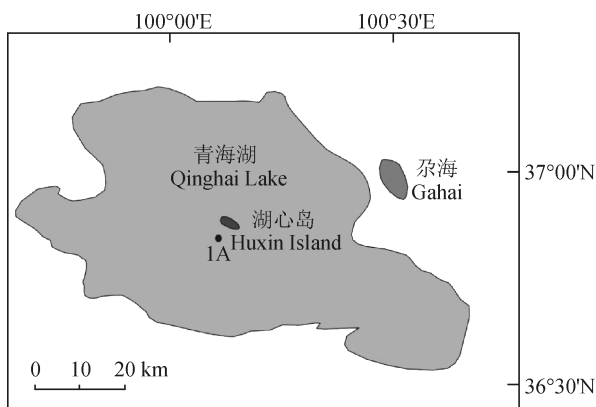 100°00'E
100°30'E
青海湖
Qinghai Lake
尕海
Gahai
37°00'N
湖心岛
Huxin Island
1A
0 10 20 km
36°30'N